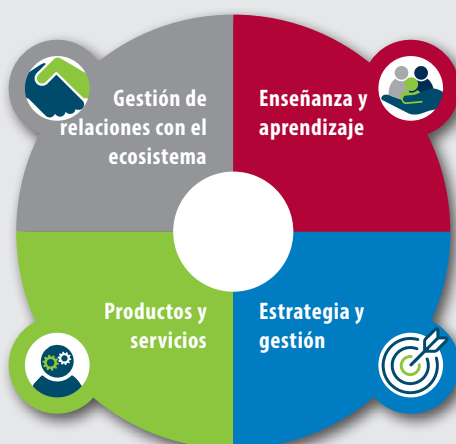 Gestión de
relaciones con el
ecosistema
Enseñanza y
aprendizaje
Productos y
servicios
Estrategia y
gestión